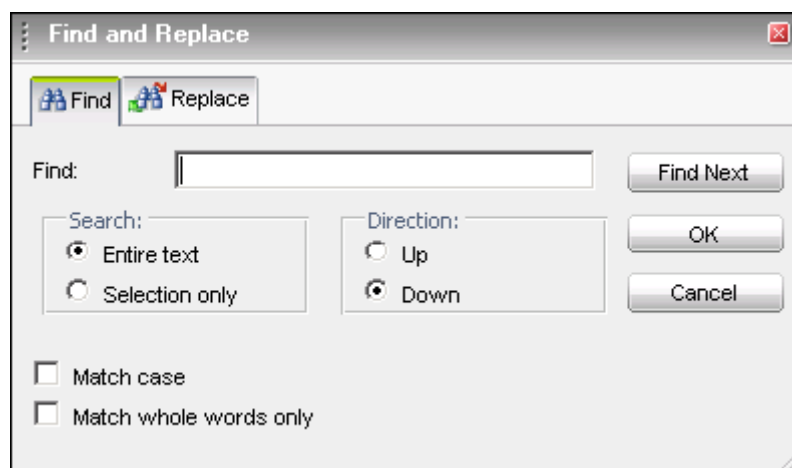 Find and Replace
Find Replace
Find: Find Next
Search: Direction:
Entire text Up OK
Selection only Down Cancel
Match case
Match whole words only